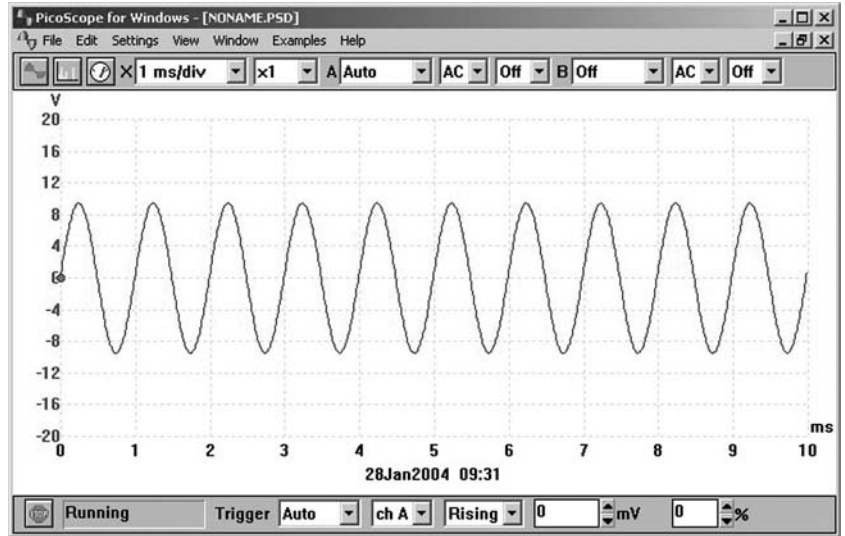 PicoScope for Windows - [NONAME.PSD]
File Edit Settings View Window Examples Help
X 1 ms/div x1 A Auto AC Off B Off AC Off
V
20
16
12
8
4
0
-4
-8
-12
-16
-20
ms
0 1 2 3 4 5 6 7 8 9 10
28Jan2004 09:31
Running Trigger Auto ch A Rising 0 mV 0 %